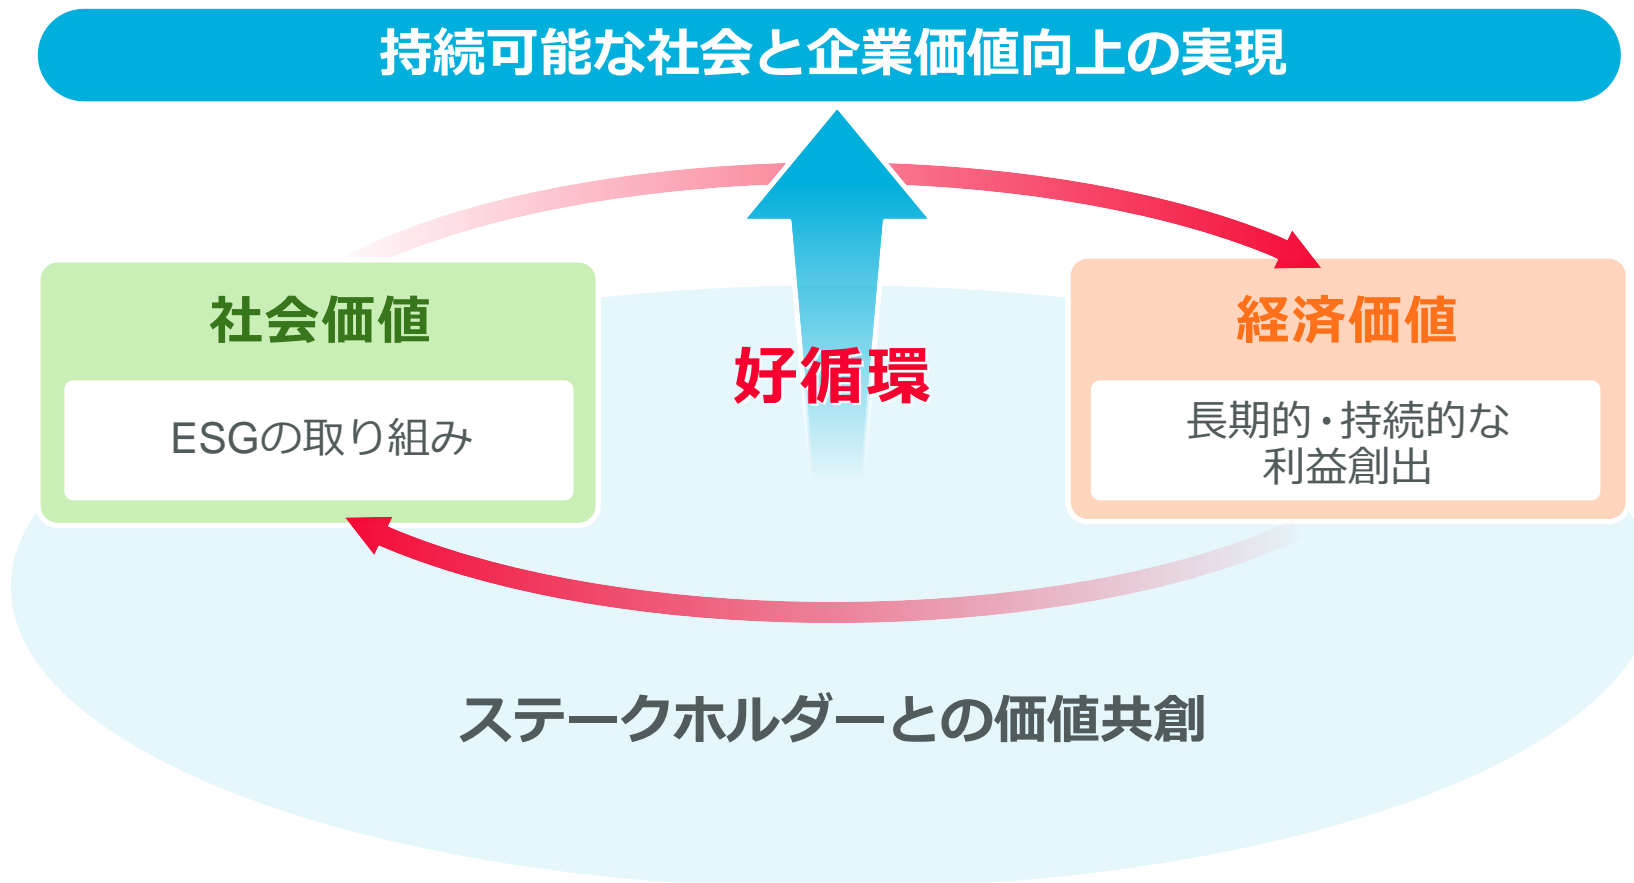 持続可能な社会と企業価値向上の実現
社会価値
ESGの取り組み
好循環
経済価値
長期的・持続的な
利益創出
ステークホルダーとの価値共創